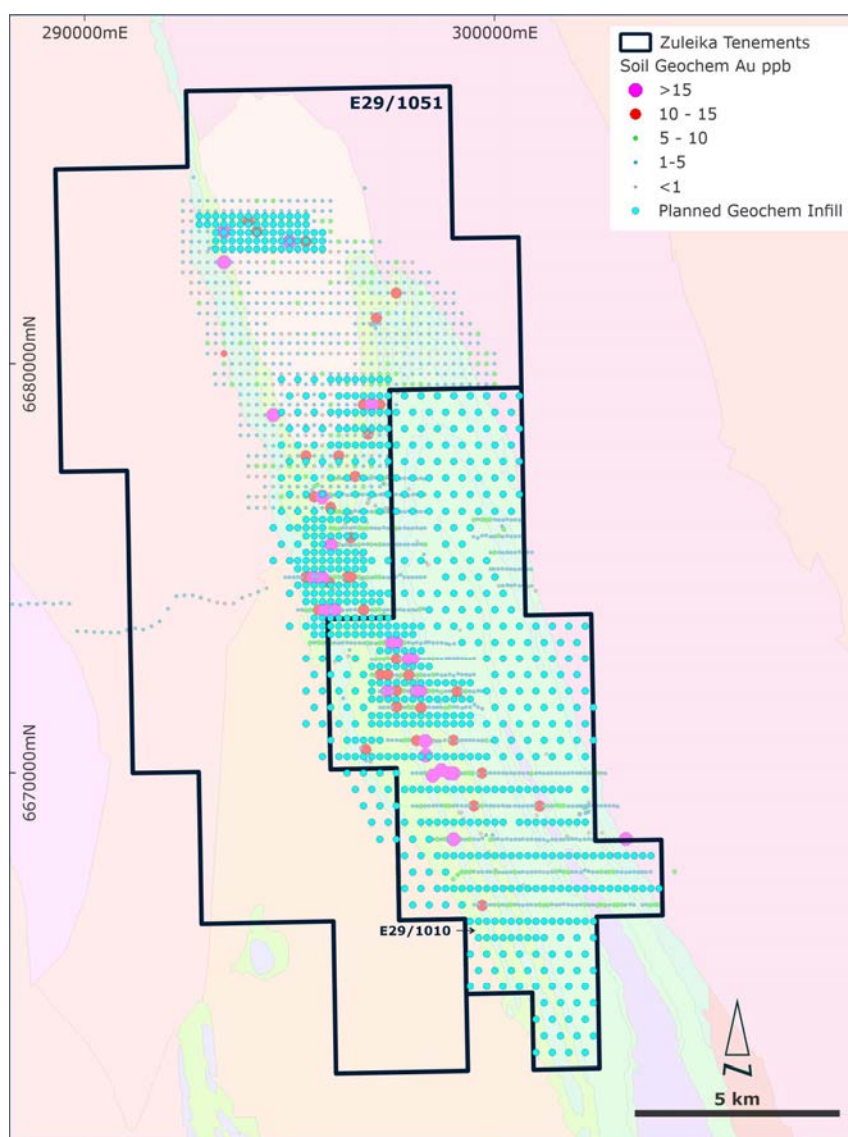 290000mE
300000mE
Zuleika Tenements
Soil Geochem Au ppb
>15
10 - 15
5 - 10
1-5
<1
Planned Geochem Infill
E29/1051
6680000mN
6670000mN
E29/1010
N
5 km